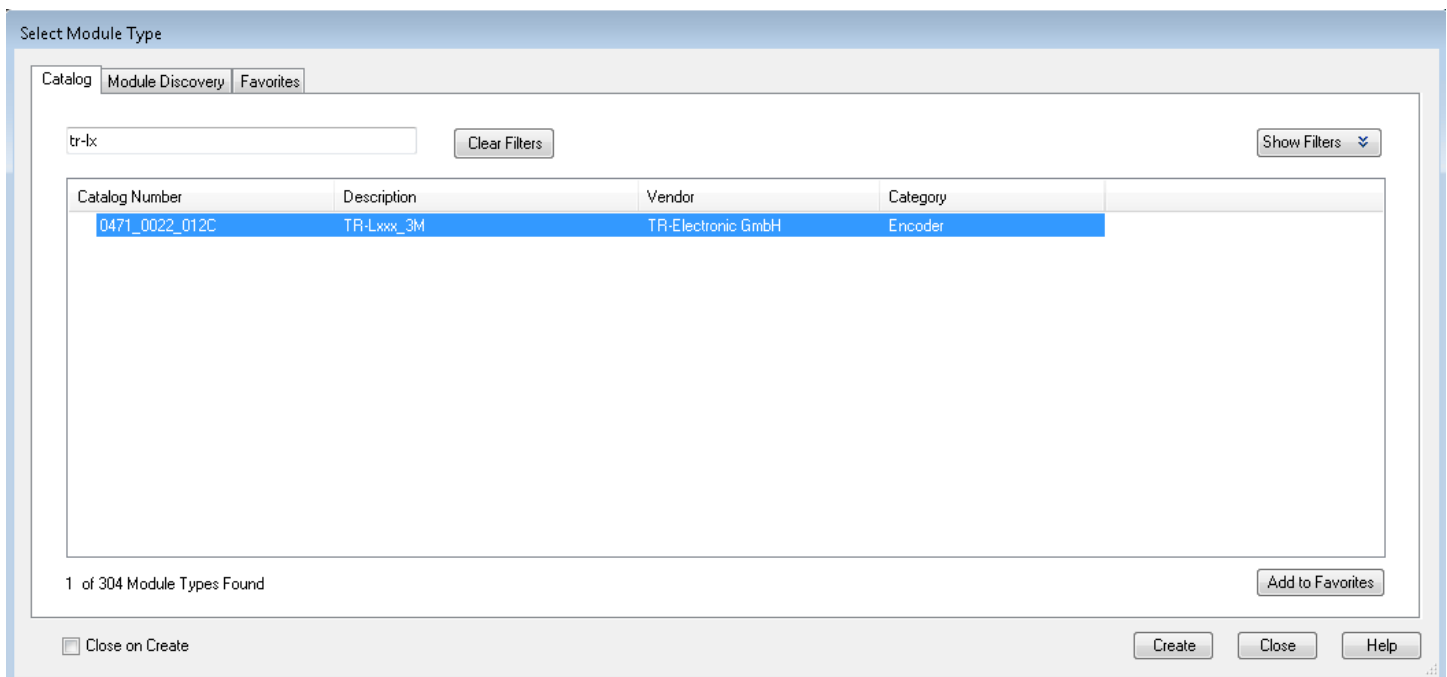 Select Module Type
Catalog Module Discovery Favorites
tr-lx Clear Filters Show Filters
Catalog Number Description Vendor Category
0471_0022_012C TR-Lxxx_3M TR-Electronic GmbH Encoder
1 of 304 Module Types Found Add to Favorites
Close on Create Create Close Help